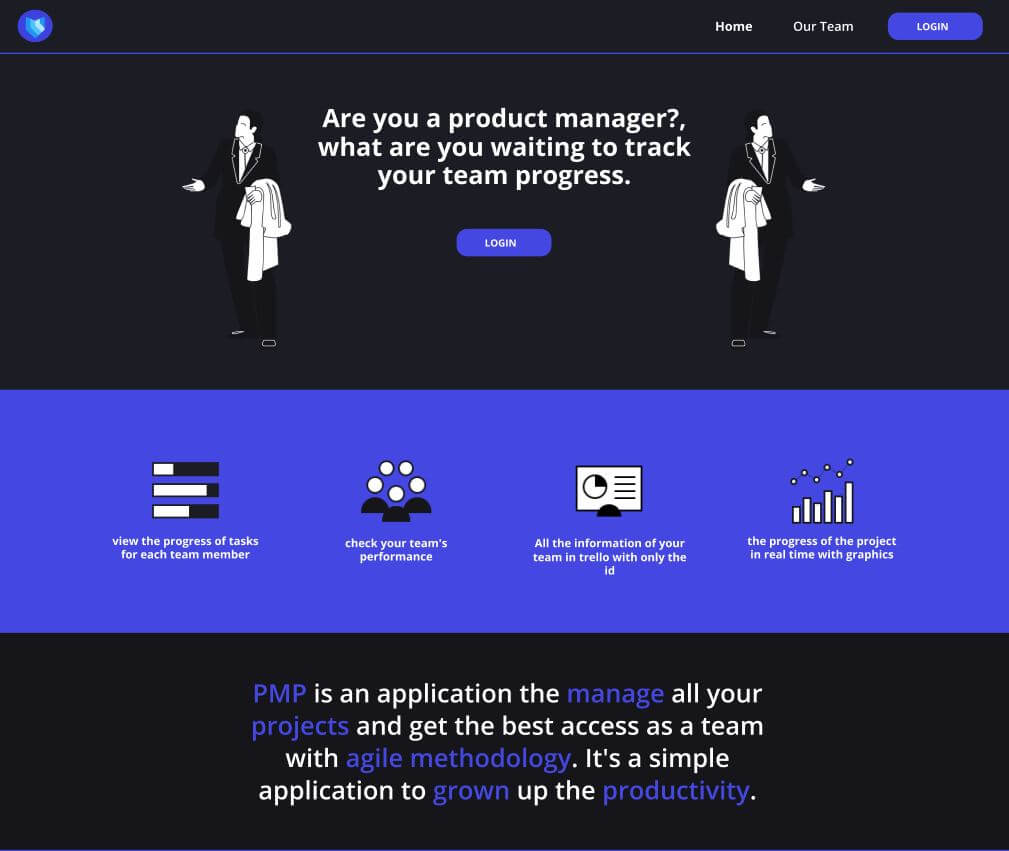 Home
Our Team
LOGIN
Are you a product manager?,
what are you waiting to track
your team progress.
LOGIN
view the progress of tasks
for each team member
check your team's
performance
All the information of your
team in trello with only the
id
the progress of the project
in real time with graphics
PMP is an application the manage all your
projects and get the best access as a team
with agile methodology. It's a simple
application to grown up the productivity.